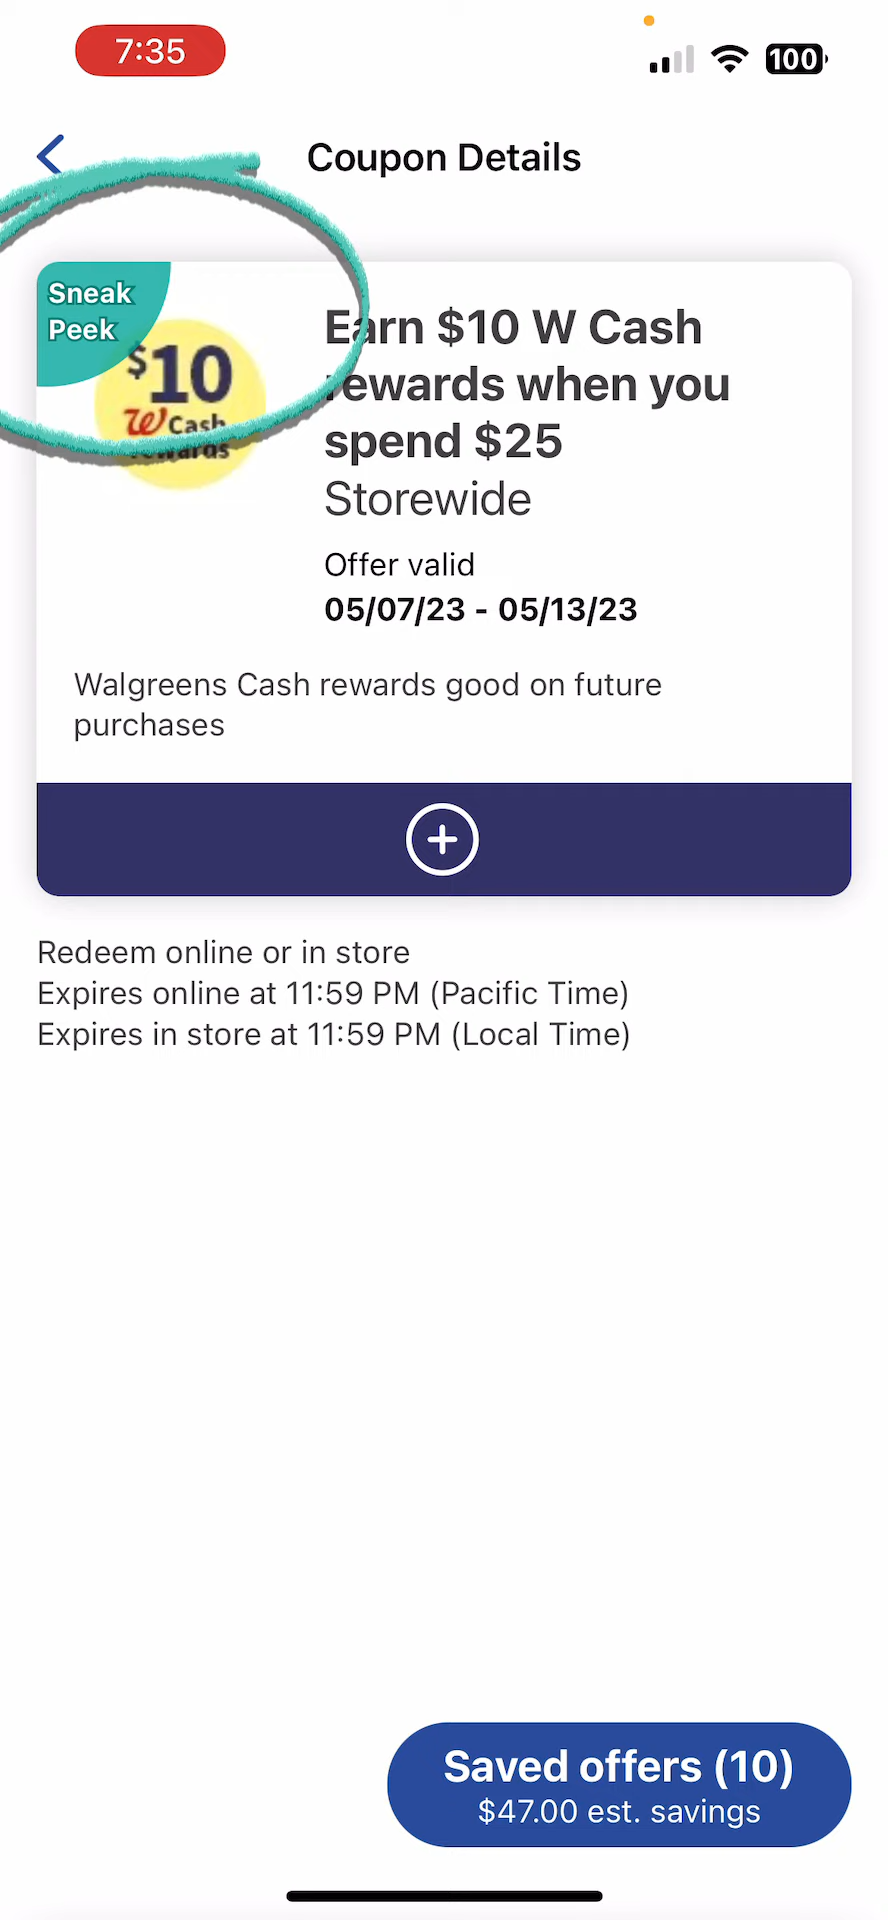 7:35
100
Coupon Details
Sneak
Peek
$10
W Cash
rewards
Earn $10 W Cash
rewards when you
spend $25
Storewide
Offer valid
05/07/23 - 05/13/23
Walgreens Cash rewards good on future
purchases
Redeem online or in store
Expires online at 11:59 PM (Pacific Time)
Expires in store at 11:59 PM (Local Time)
Saved offers (10)
$47.00 est. savings